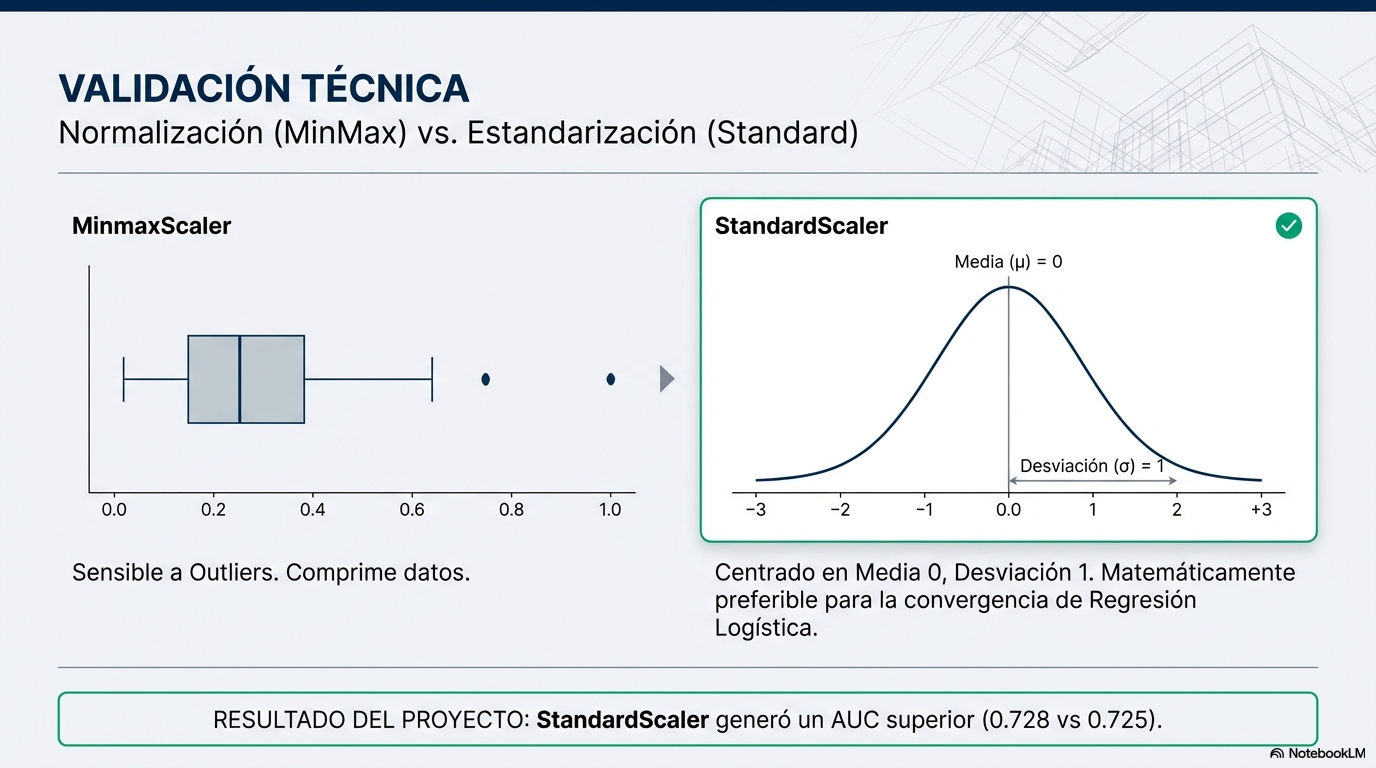 VALIDACIÓN TÉCNICA
Normalización (MinMax) vs. Estandarización (Standard)
MinmaxScaler
0.0 0.2 0.4 0.6 0.8 1.0
Sensible a Outliers. Comprime datos.
StandardScaler
Media (μ) = 0
Desviación (σ) = 1
−3 −2 −1 0.0 1 2 +3
Centrado en Media 0, Desviación 1. Matemáticamente
preferible para la convergencia de Regresión
Logística.
RESULTADO DEL PROYECTO: StandardScaler generó un AUC superior (0.728 vs 0.725).
NotebookLM